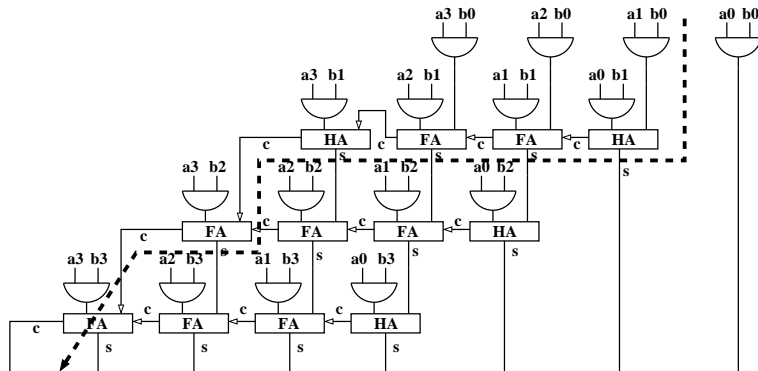 a3 b0 a2 b0 a1 b0 a0 b0
a3 b1 a2 b1 a1 b1 a0 b1
HA FA FA HA
c c c c
s s s s
a3 b2 a2 b2 a1 b2 a0 b2
FA FA FA HA
c c c c
s s s s
a3 b3 a2 b3 a1 b3 a0 b3
FA FA FA HA
c c c c
s s s s